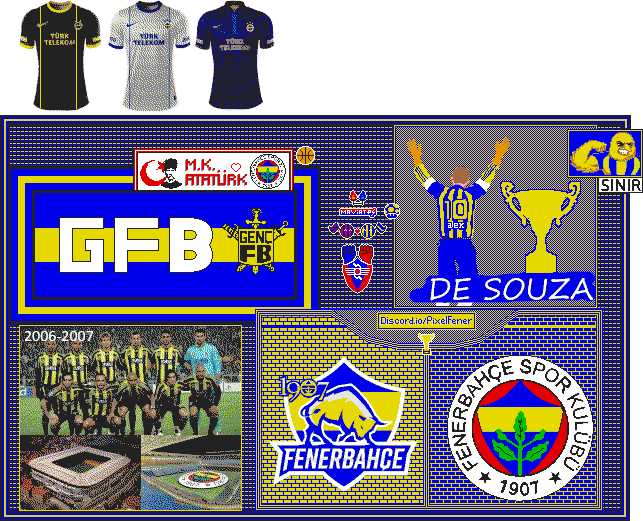 TÜRK
TELEKOM
TÜRK
TELEKOM
TÜRK
TELEKOM
M.K.
ATATÜRK
SINIR
GFB
GENÇ
FB
10
DE SOUZA
2006-2007
Discord.io/PixelFener
1907
FENERBAHÇE
FENERBAHÇE SPOR KULÜBÜ
1907